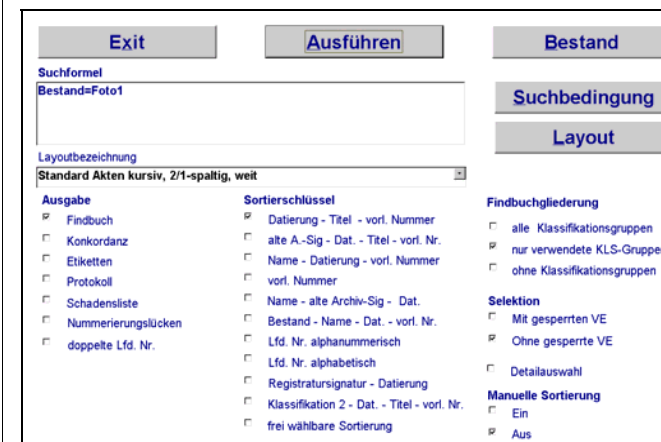 Exit
Ausführen
Bestand
Suchformel
Bestand=Foto1
Suchbedingung
Layout
Layoutbezeichnung
Standard Akten kursiv, 2/1-spaltig, weit
Ausgabe
Findbuch
Konkordanz
Etiketten
Protokoll
Schadensliste
Nummerierungslücken
doppelte Lfd. Nr.
Sortierschlüssel
Datierung - Titel - vorl. Nummer
alte A.-Sig - Dat. - Titel - vorl. Nr.
Name - Datierung - vorl. Nummer
vorl. Nummer
Name - alte Archiv-Sig - Dat.
Bestand - Name - Dat. - vorl. Nr.
Lfd. Nr. alphanummerisch
Lfd. Nr. alphabetisch
Registratursignatur - Datierung
Klassifikation 2 - Dat. - Titel - vorl. Nr.
frei wählbare Sortierung
Findbuchgliederung
alle Klassifikationsgruppen
nur verwendete KLS-Gruppe
ohne Klassifikationsgruppen
Selektion
Mit gesperrten VE
Ohne gesperrte VE
Detailauswahl
Manuelle Sortierung
Ein
Aus